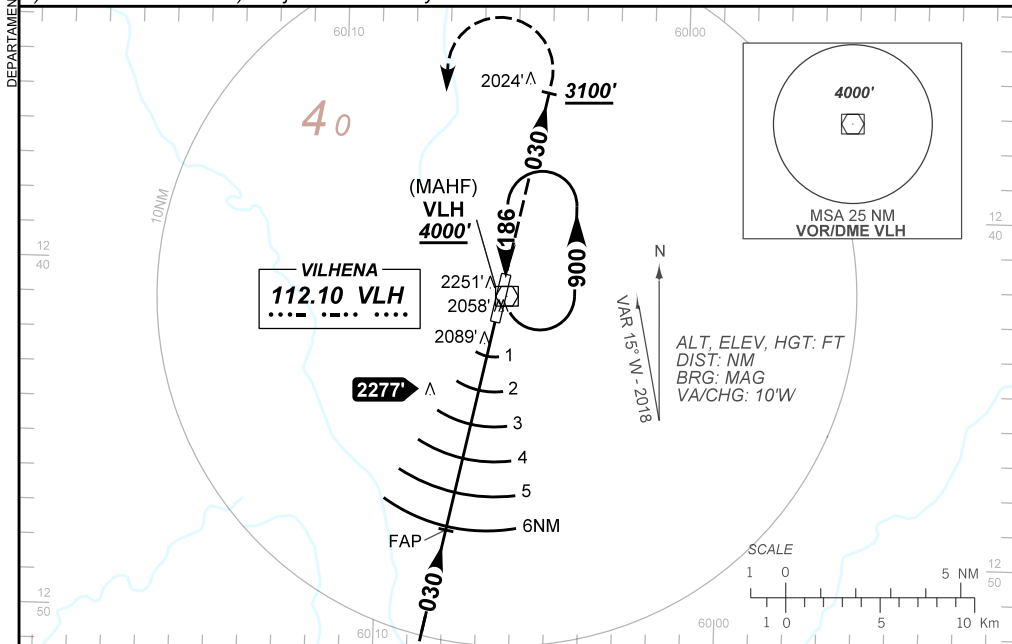 DEPARTAMEN
60 10
60 00
2024'
3100'
4000'
MSA 25 NM
VOR/DME VLH
4 0
030
10NM
(MAHF)
VLH
4000'
186
006
12
40
12
40
VILHENA
112.10 VLH
2251'
2058'
2089'
2277'
1
2
3
4
5
6NM
FAP
030
N
VAR 15° W - 2018
ALT, ELEV, HGT: FT
DIST: NM
BRG: MAG
VA/CHG: 10'W
SCALE
1 0 5 NM
1 0 5 10 Km
12
50
12
50
60 10
60 00